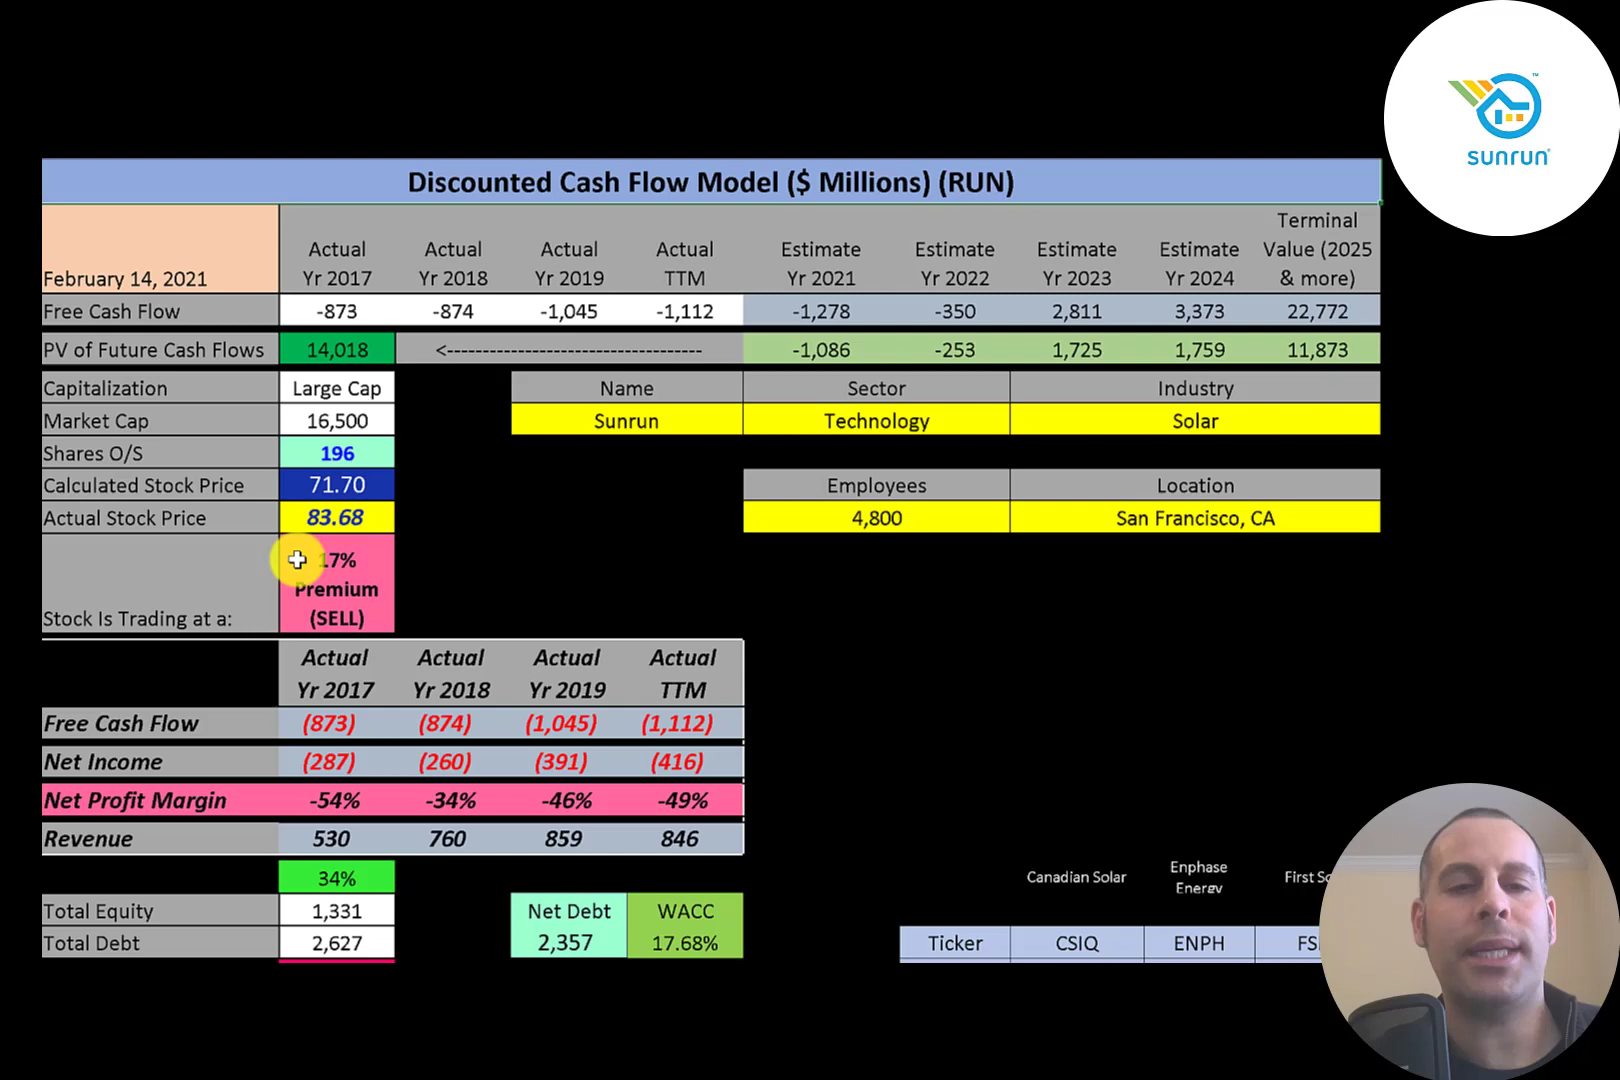 sunrun
Discounted Cash Flow Model ($ Millions) (RUN)
February 14, 2021 Actual Yr 2017 Actual Yr 2018 Actual Yr 2019 Actual TTM Estimate Yr 2021 Estimate Yr 2022 Estimate Yr 2023 Estimate Yr 2024 Terminal Value (2025 & more)
Free Cash Flow -873 -874 -1,045 -1,112 -1,278 -350 2,811 3,373 22,772
PV of Future Cash Flows 14,018 <------------------------------------ -1,086 -253 1,725 1,759 11,873
Capitalization Large Cap Name Sector Industry
Market Cap 16,500 Sunrun Technology Solar
Shares O/S 196
Calculated Stock Price 71.70 Employees Location
Actual Stock Price 83.68 4,800 San Francisco, CA
Stock Is Trading at a: 17% Premium (SELL)
Actual Yr 2017 Actual Yr 2018 Actual Yr 2019 Actual TTM
Free Cash Flow (873) (874) (1,045) (1,112)
Net Income (287) (260) (391) (416)
Net Profit Margin -54% -34% -46% -49%
Revenue 530 760 859 846
34% Canadian Solar Enphase Energy First
Total Equity 1,331 Net Debt WACC
Total Debt 2,627 2,357 17.68% Ticker CSIQ ENPH